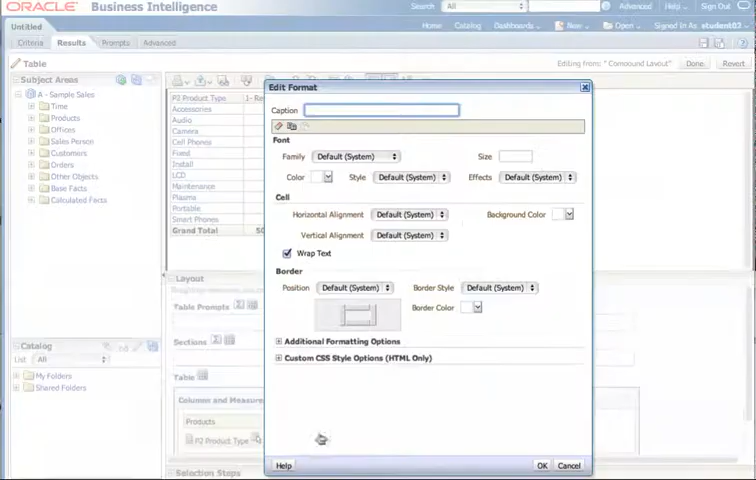 ORACLE Business Intelligence
Search All Advanced Help Sign Out
Untitled
Home Catalog Dashboards New Open Signed In As student02
Criteria Results Prompts Advanced
Table
Editing from: "Compound Layout" Done Revert
Subject Areas
A - Sample Sales
Time
Products
Offices
Sales Person
Customers
Orders
Other Objects
Base Facts
Calculated Facts
P2 Product Type
Accessories
Audio
Camera
Cell Phones
Fixed
Install
LCD
Maintenance
Plasma
Portable
Smart Phones
Grand Total
Layout
Table Prompts
Sections
Table
Columns and Measures
Products
P2 Product Type
Selection Steps
Catalog
List All
My Folders
Shared Folders
Edit Format
Caption
Font
Family Default (System) Size
Color Style Default (System) Effects Default (System)
Cell
Horizontal Alignment Default (System) Background Color
Vertical Alignment Default (System)
Wrap Text
Border
Position Default (System) Border Style Default (System)
Border Color
Additional Formatting Options
Custom CSS Style Options (HTML Only)
Help OK Cancel